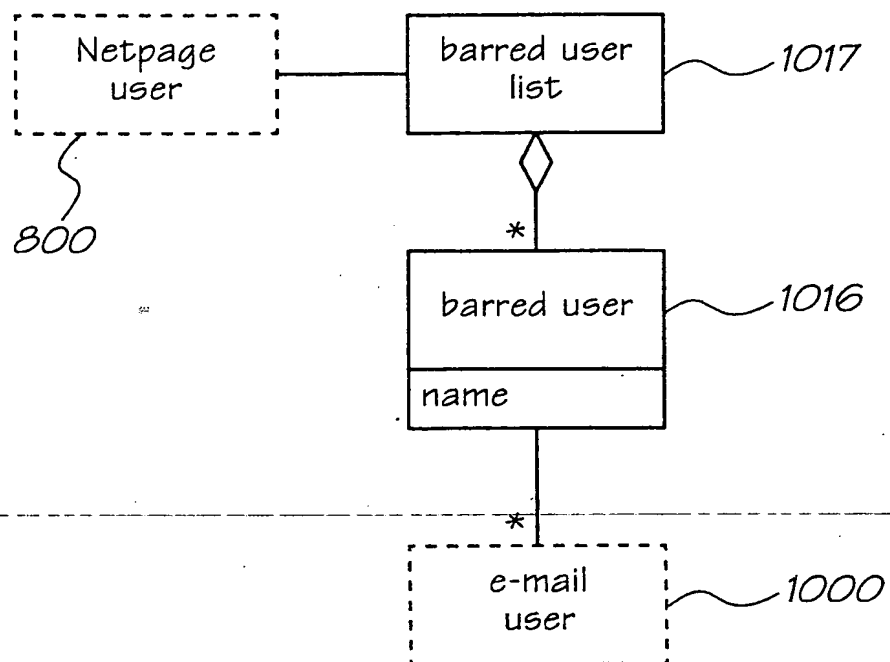 Netpage
user
barred user
list
1017
800
*
barred user
1016
name
*
e-mail
user
1000